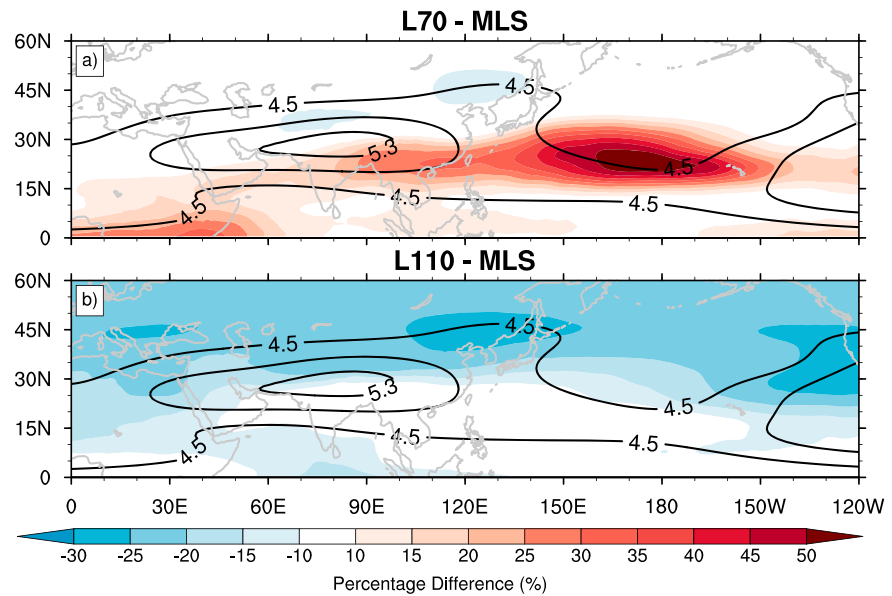 L70 - MLS
60N
a)
45N
30N
15N
0
4.5
4.5
5.3
4.5
4.5
4.5
4.5
L110 - MLS
60N
b)
45N
30N
15N
0
4.5
4.5
5.3
4.5
4.5
4.5
4.5
0 30E 60E 90E 120E 150E 180 150W 120W
-30 -25 -20 -15 -10 10 15 20 25 30 35 40 45 50
Percentage Difference (%)